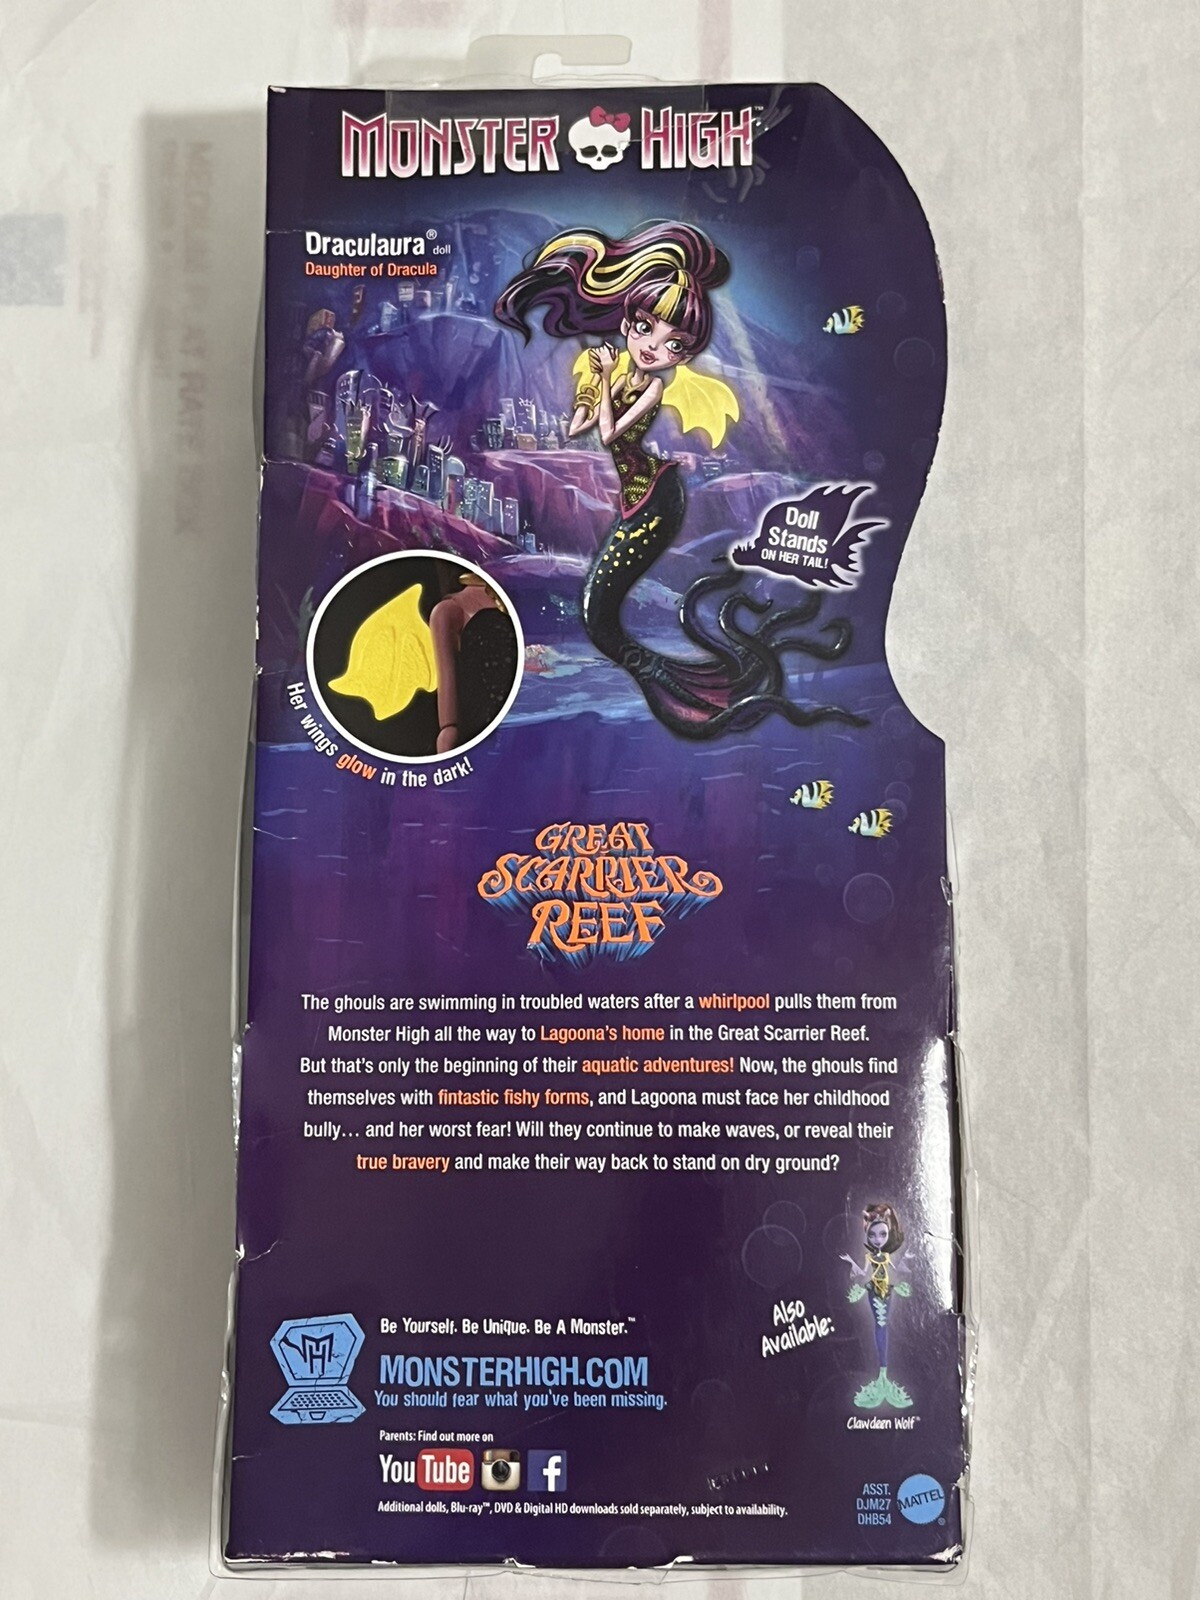 MONSTER HIGH™
Draculaura® doll
Daughter of Dracula
Doll
Stands
ON HER TAIL!
Her wings glow in the dark!
GREAT
SCARRIER
REEF
The ghouls are swimming in troubled waters after a whirlpool pulls them from
Monster High all the way to Lagoona's home in the Great Scarrier Reef.
But that's only the beginning of their aquatic adventures! Now, the ghouls find
themselves with fintastic fishy forms, and Lagoona must face her childhood
bully... and her worst fear! Will they continue to make waves, or reveal their
true bravery and make their way back to stand on dry ground?
Also
Available:
Clawdeen Wolf™
MH
Be Yourself. Be Unique. Be A Monster.™
MONSTERHIGH.COM
You should fear what you've been missing.
Parents: Find out more on
YouTube f
Additional dolls, Blu-ray™, DVD & Digital HD downloads sold separately, subject to availability.
ASST.
DJM27
DHB54
MATTEL®